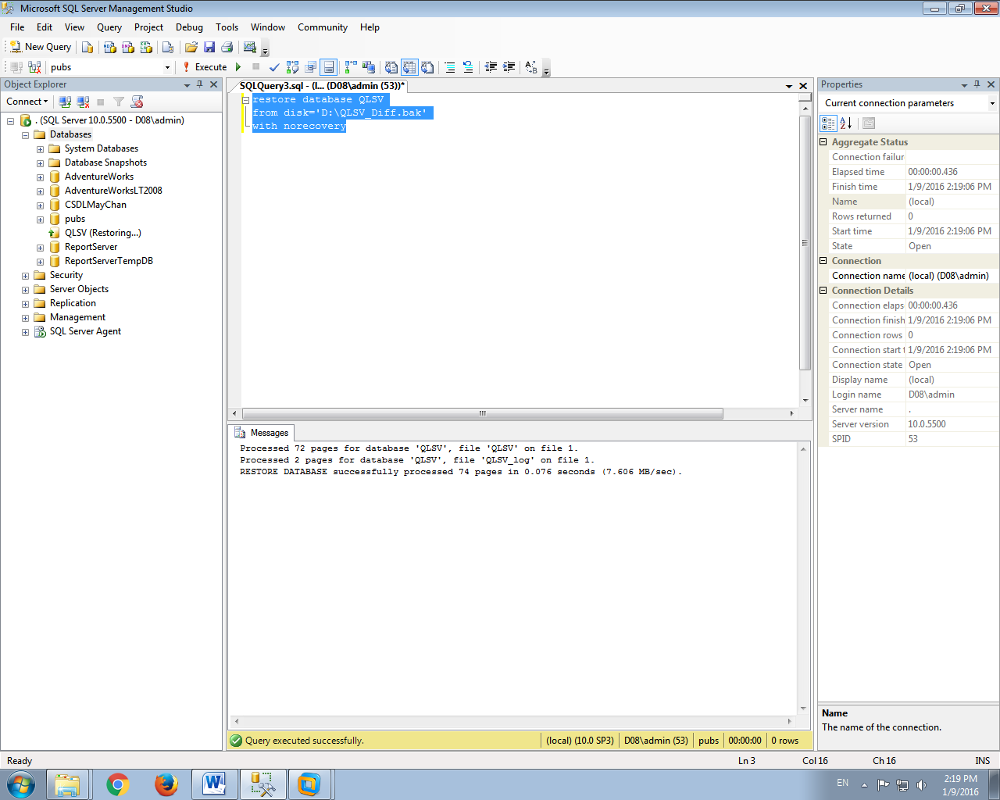 Microsoft SQL Server Management Studio
File Edit View Query Project Debug Tools Window Community Help
New Query
pubs Execute
Object Explorer
Connect
. (SQL Server 10.0.5500 - D08\admin)
Databases
System Databases
Database Snapshots
AdventureWorks
AdventureWorksLT2008
CSDLMayChan
pubs
QLSV (Restoring...)
ReportServer
ReportServerTempDB
Security
Server Objects
Replication
Management
SQL Server Agent
SQLQuery3.sql - (l... (D08\admin (53))*
restore database QLSV
from disk='D:\QLSV_Diff.bak'
with norecovery
Messages
Processed 72 pages for database 'QLSV', file 'QLSV' on file 1.
Processed 2 pages for database 'QLSV', file 'QLSV_log' on file 1.
RESTORE DATABASE successfully processed 74 pages in 0.076 seconds (7.606 MB/sec).
Query executed successfully. (local) (10.0 SP3) D08\admin (53) pubs 00:00:00 0 rows
Properties
Current connection parameters
Aggregate Status
Connection failur
Elapsed time 00:00:00.436
Finish time 1/9/2016 2:19:06 PM
Name (local)
Rows returned 0
Start time 1/9/2016 2:19:06 PM
State Open
Connection
Connection name (local) (D08\admin)
Connection Details
Connection elaps 00:00:00.436
Connection finish 1/9/2016 2:19:06 PM
Connection rows 0
Connection start t 1/9/2016 2:19:06 PM
Connection state Open
Display name (local)
Login name D08\admin
Server name .
Server version 10.0.5500
SPID 53
Name
The name of the connection.
Ready Ln 3 Col 16 Ch 16 INS
EN 2:19 PM
1/9/2016